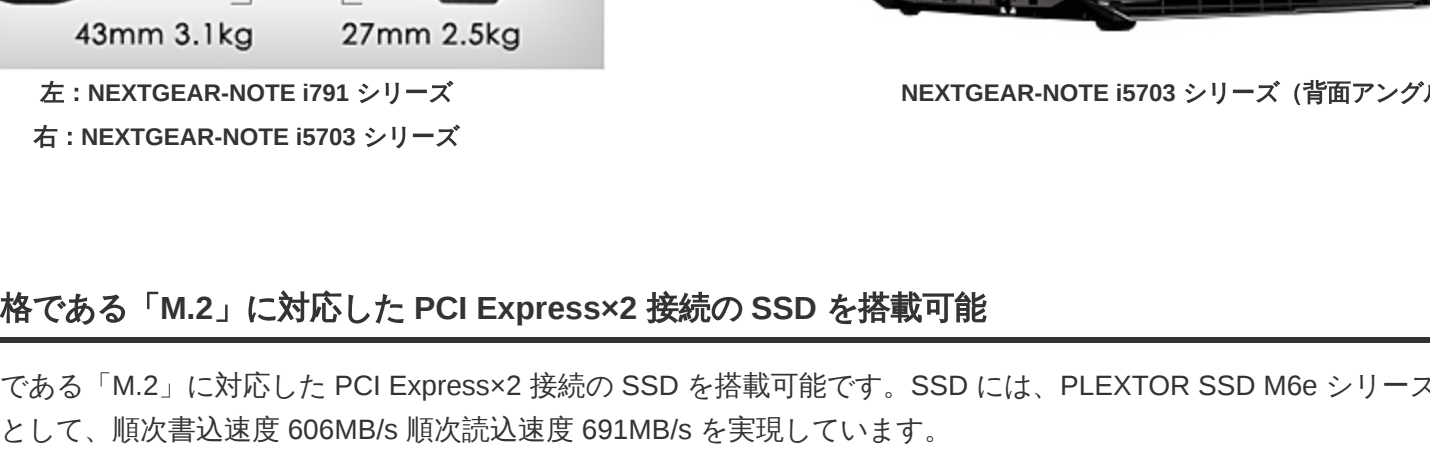 43mm 3.1kg 27mm 2.5kg
左：NEXTGEAR-NOTE i791 シリーズ
右：NEXTGEAR-NOTE i5703 シリーズ
NEXTGEAR-NOTE i5703 シリーズ（背面アングル
格である「M.2」に対応した PCI Express×2 接続の SSD を搭載可能
である「M.2」に対応した PCI Express×2 接続の SSD を搭載可能です。SSD には、PLEXTOR SSD M6e シリーズ
として、順次書込速度 606MB/s 順次読込速度 691MB/s を実現しています。